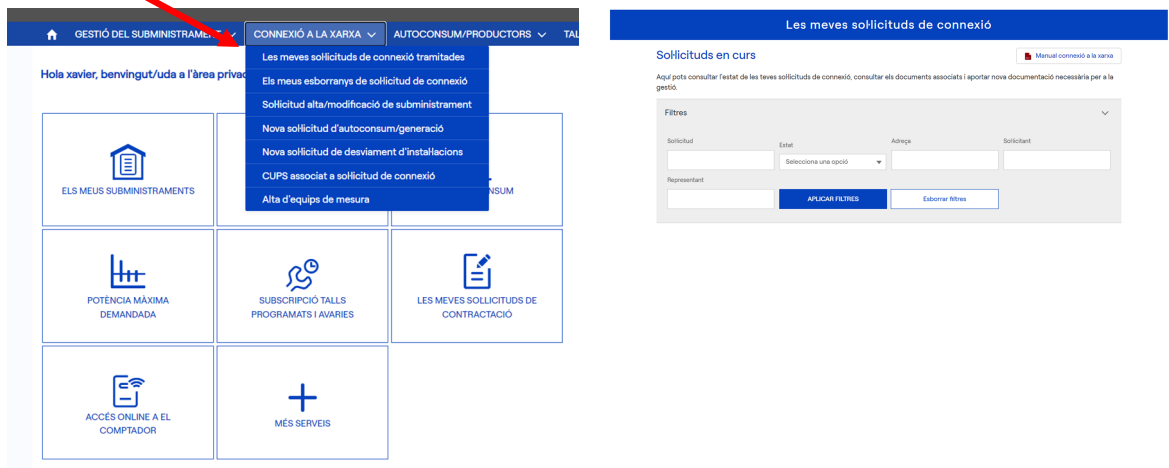 GESTIÓ DEL SUBMINISTRAMENT
CONNEXIÓ A LA XARXA
AUTOCONSUM/PRODUCTORS
Hola xavier, benvingut/uda a l'àrea
Les meves sol·licituds de connexió tramitades
Els meus esborranys de sol·licitud de connexió
Sol·licitud alta/modificació de subministrament
Nova sol·licitud d'autoconsum/generació
Nova sol·licitud de desviament d'instal·lacions
CUPS associat a sol·licitud de connexió
Alta d'equips de mesura
ELS MEUS SUBMINISTRAMENTS
POTÈNCIA MÀXIMA
DEMANDADA
SUBSCRIPCIÓ TALLS
PROGRAMATS I AVARIES
LES MEVES SOLLICITUDS DE
CONTRACTACIÓ
ACCÉS ONLINE A EL
COMPTADOR
MÉS SERVEIS
Les meves sol·licituds de connexió
Sol·licituds en curs
Manual connexió a la xarxa
Aquí pots consultar l'estat de les teves sol·licituds de connexió, consultar els documents associats i aportar nova documentació necessària per a la
gestió.
Filtres
Sol·licitud
Estat
Adreça
Sol·licitant
Selecciona una opció
Representant
APLICAR FILTRES
Esborrar filtres